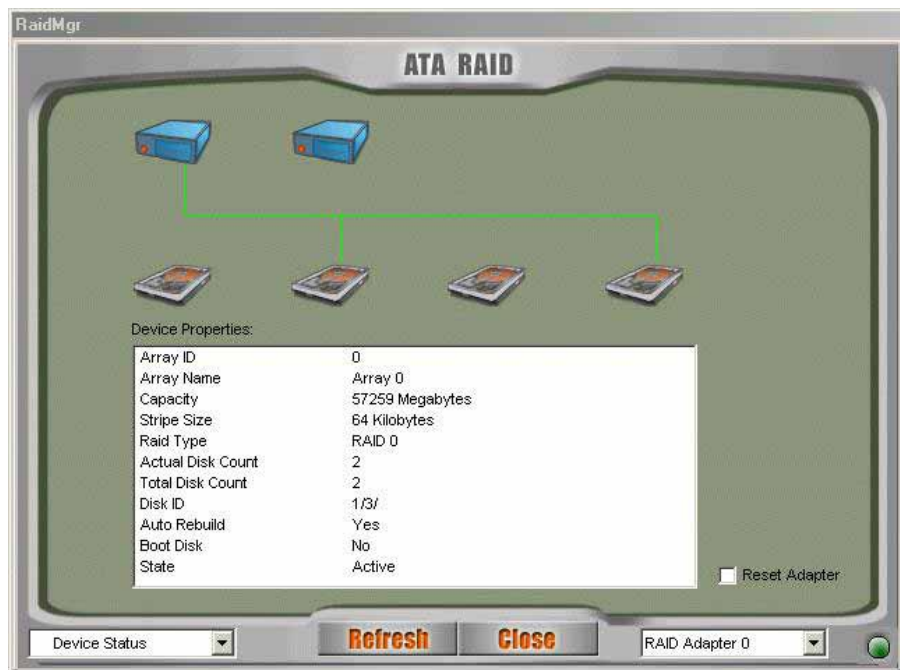 RaidMgr
ATA RAID
Device Properties:
Array ID 0
Array Name Array 0
Capacity 57259 Megabytes
Stripe Size 64 Kilobytes
Raid Type RAID 0
Actual Disk Count 2
Total Disk Count 2
Disk ID 1/3/
Auto Rebuild Yes
Boot Disk No
State Active
Reset Adapter
Device Status Refresh Close RAID Adapter 0